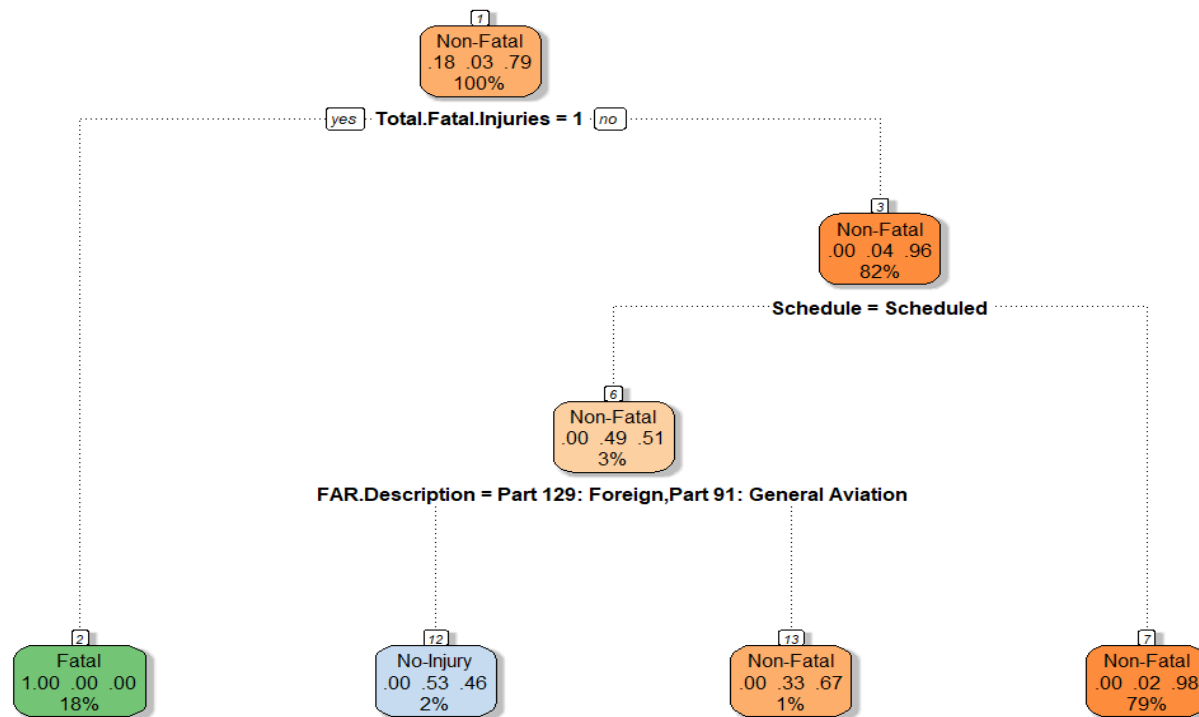 1
Non-Fatal
.18 .03 .79
100%
yes Total.Fatal.Injuries = 1 no
3
Non-Fatal
.00 .04 .96
82%
Schedule = Scheduled
6
Non-Fatal
.00 .49 .51
3%
FAR.Description = Part 129: Foreign,Part 91: General Aviation
2
Fatal
1.00 .00 .00
18%
12
No-Injury
.00 .53 .46
2%
13
Non-Fatal
.00 .33 .67
1%
7
Non-Fatal
.00 .02 .98
79%